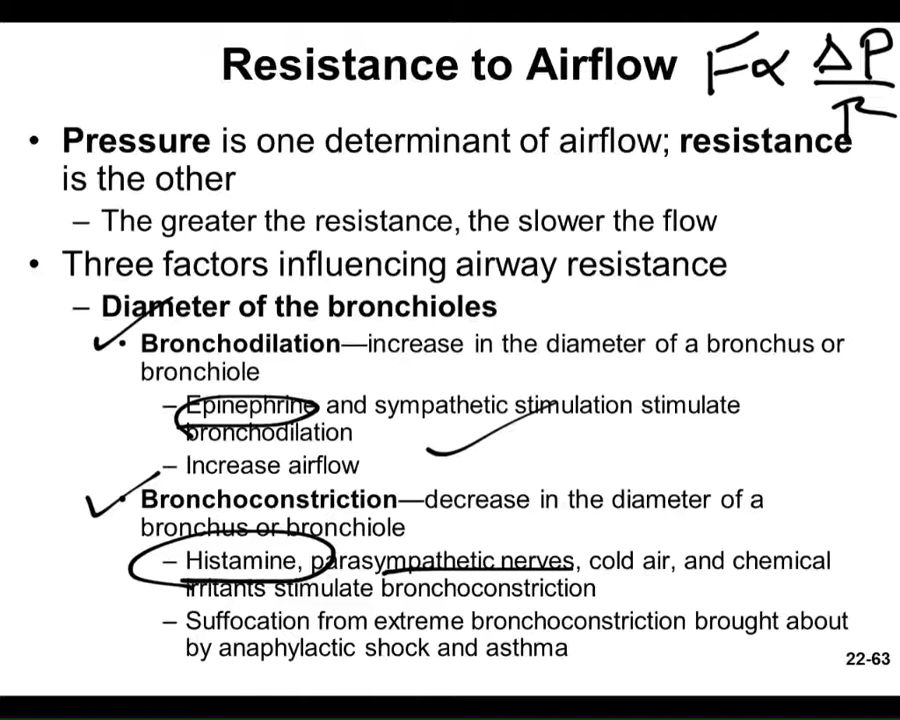 Resistance to Airflow F∝ ΔP
R
• Pressure is one determinant of airflow; resistance
is the other
– The greater the resistance, the slower the flow
• Three factors influencing airway resistance
– Diameter of the bronchioles
• Bronchodilation—increase in the diameter of a bronchus or
bronchiole
– Epinephrine and sympathetic stimulation stimulate
bronchodilation
– Increase airflow
• Bronchoconstriction—decrease in the diameter of a
bronchus or bronchiole
– Histamine, parasympathetic nerves, cold air, and chemical
irritants stimulate bronchoconstriction
– Suffocation from extreme bronchoconstriction brought about
by anaphylactic shock and asthma
22-63